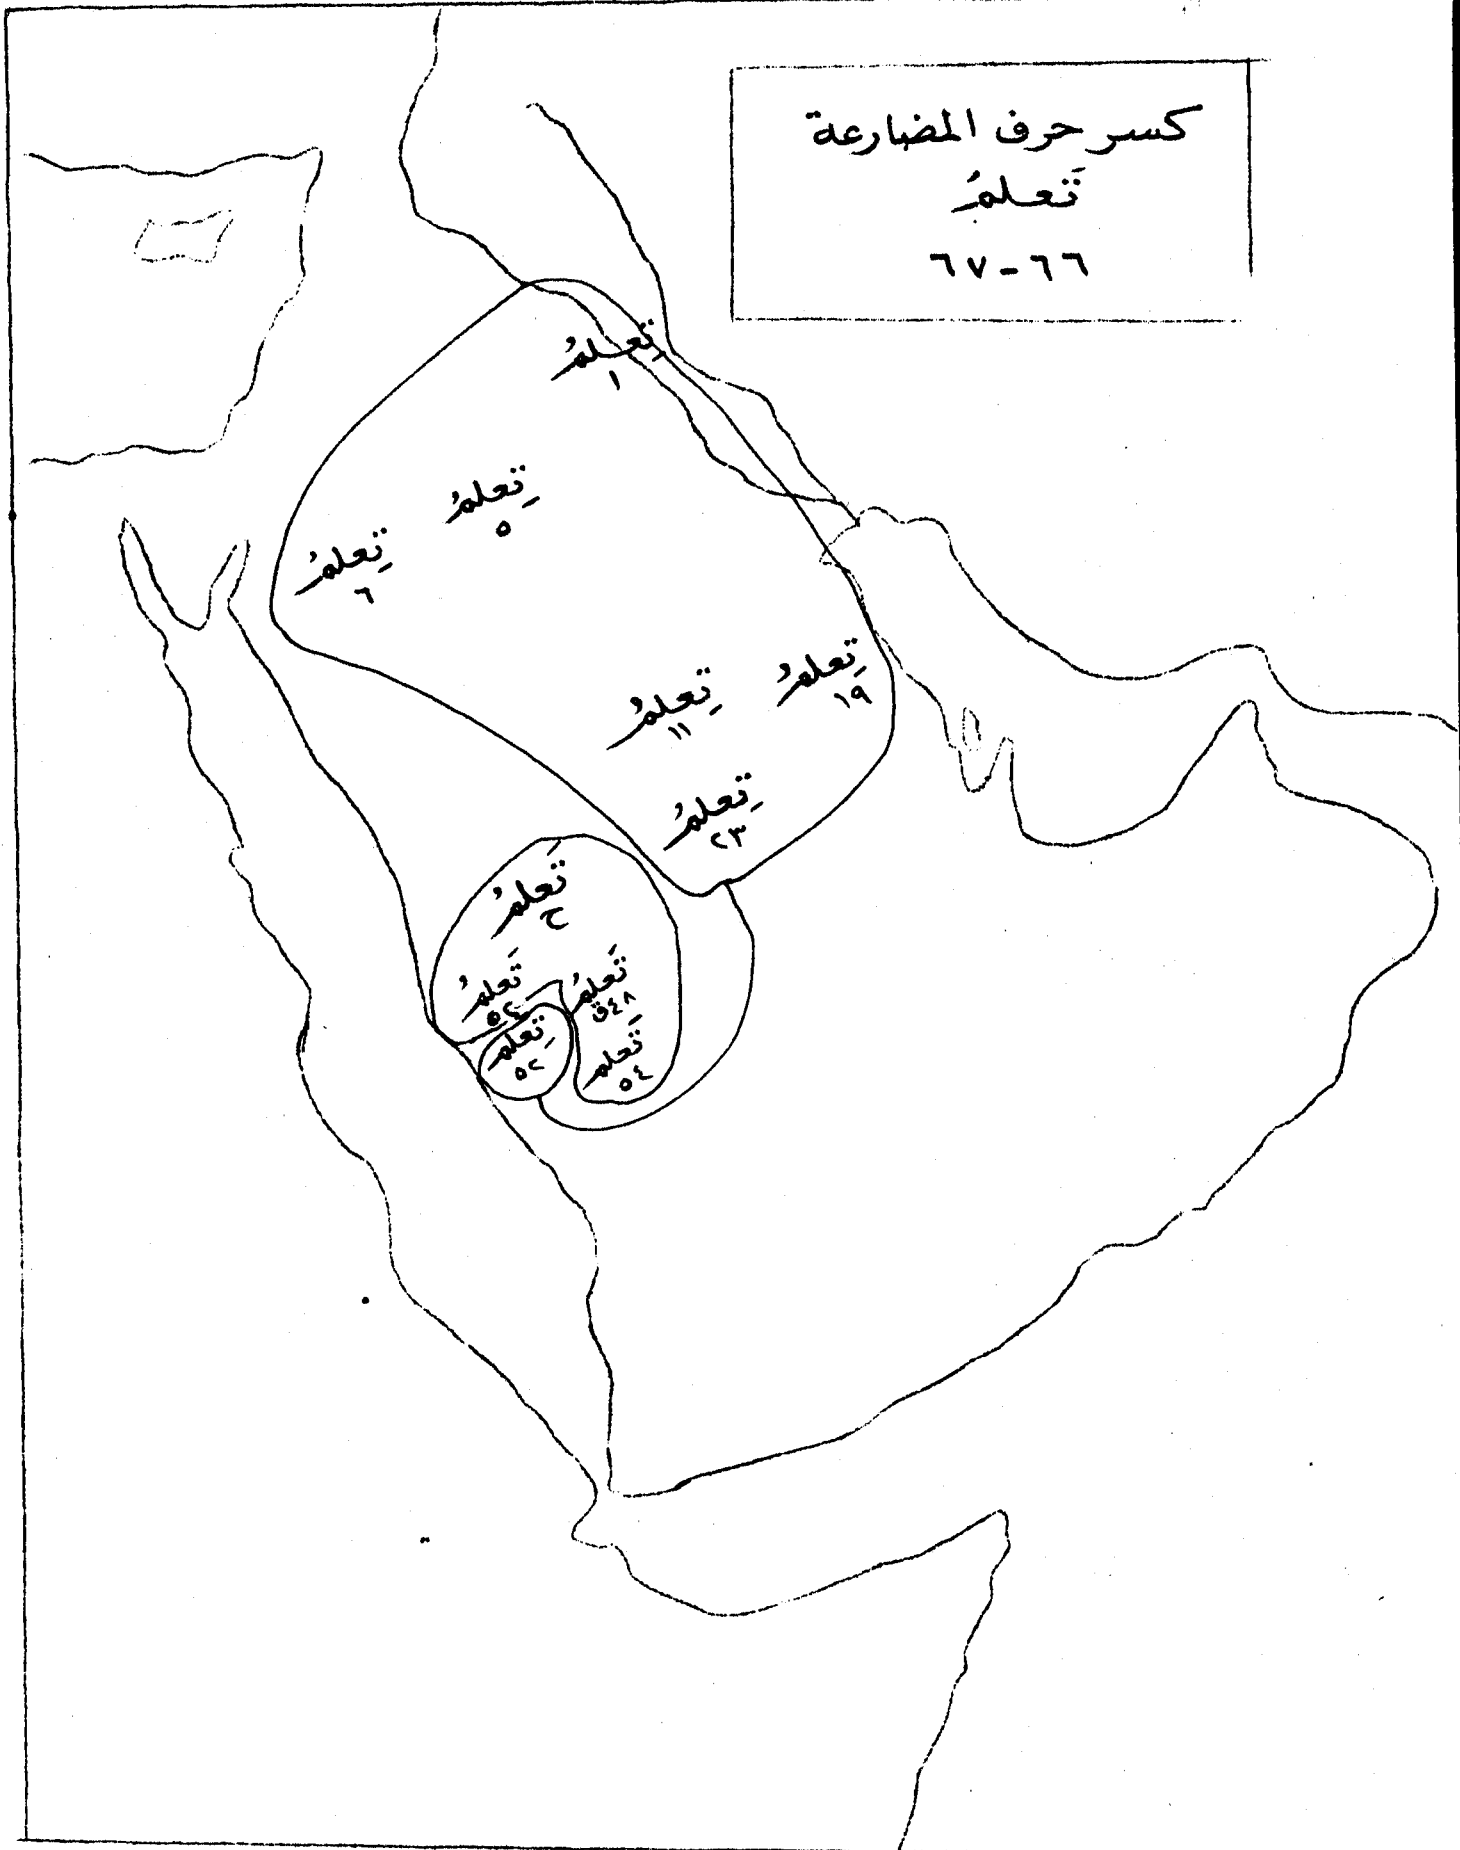 كسر حرف المضارعة
تَعلمُ
٦٦-٦٧
تِعلمُ
١
تِعلمُ
٥
تِعلمُ
٦
تِعلمُ
١٩
تِعلمُ
١١
تِعلمُ
٢٣
تَعلمُ
ح
تَعلمُ
تَعلمُ
٤٨ق
تِعلم
٥٢
تَعلم
٥٤